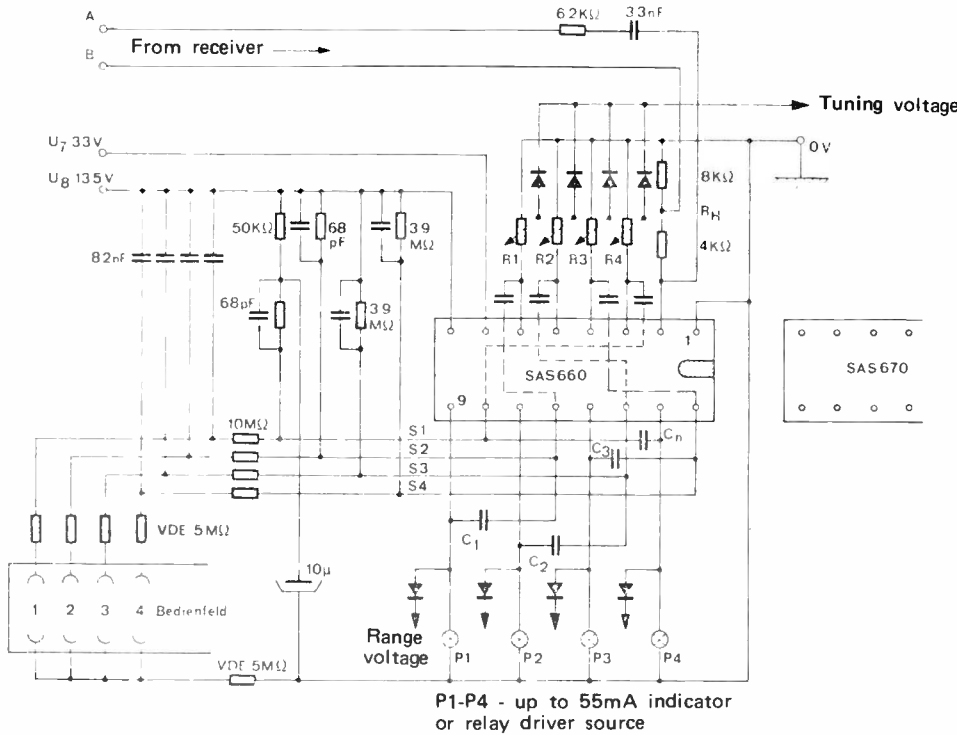 A
62KΩ
33nF
From receiver
B
Tuning voltage
U7 33V
0V
U8 135V
8KΩ
RH
50KΩ
68
pF
39
MΩ
82nF
R1
R2
R3
R4
4KΩ
68pF
39
MΩ
1
SAS660
SAS670
9
10MΩ
S1
S2
S3
S4
Cn
C3
VDE 5MΩ
C1
C2
10µ
1
2
3
4
Bedienfeld
Range
voltage
P1
P2
P3
P4
VDE 5MΩ
P1-P4 - up to 55mA indicator
or relay driver source